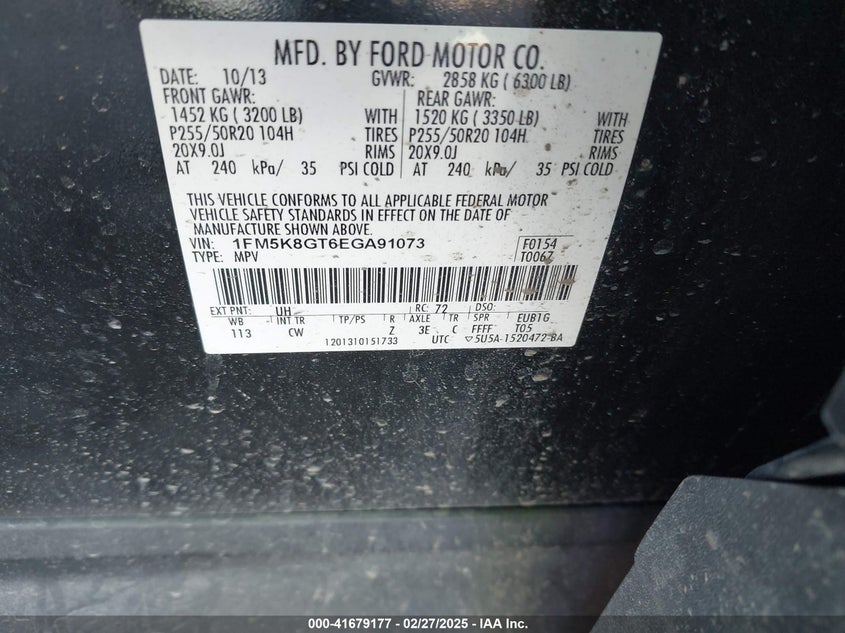 MFD. BY FORD MOTOR CO.
DATE: 10/13 GVWR: 2858 KG ( 6300 LB)
FRONT GAWR: REAR GAWR:
1452 KG ( 3200 LB) WITH 1520 KG ( 3350 LB) WITH
P255/50R20 104H TIRES P255/50R20 104H TIRES
20X9.0J RIMS 20X9.0J RIMS
AT 240 kPa/ 35 PSI COLD AT 240 kPa/ 35 PSI COLD
THIS VEHICLE CONFORMS TO ALL APPLICABLE FEDERAL MOTOR
VEHICLE SAFETY STANDARDS IN EFFECT ON THE DATE OF
MANUFACTURE SHOWN ABOVE.
VIN: 1FM5K8GT6EGA91073 F0154
TYPE: MPV T0067
EXT PNT: UH RC: 72 DSO:
WB INT TR TP/PS R AXLE TR SPR EUB1G
113 CW Z 3E C FFFF T05
1201310151733 UTC ▽5U5A-1520472-BA
000-41679177 - 02/27/2025 - IAA Inc.